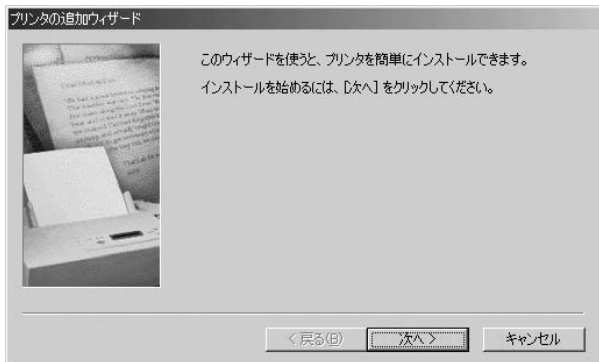 プリンタの追加ウィザード
このウィザードを使うと、プリンタを簡単にインストールできます。
インストールを始めるには、[次へ] をクリックしてください。
< 戻る(B)
次へ >
キャンセル